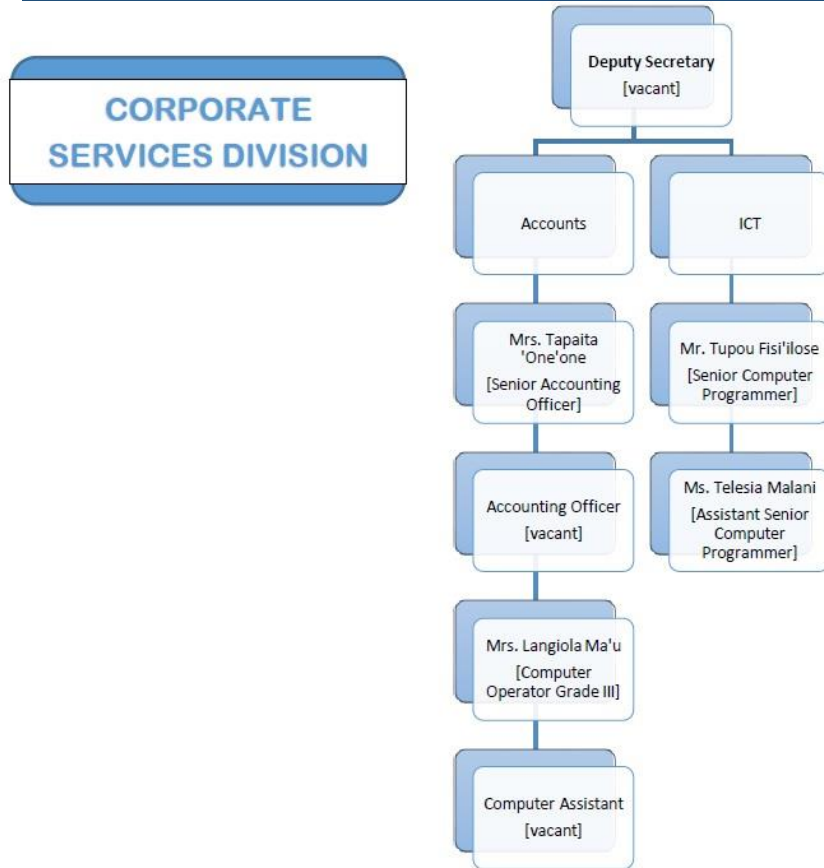 CORPORATE
SERVICES DIVISION
Deputy Secretary
[vacant]
Accounts
ICT
Mrs. Tapaita
'One'one
[Senior Accounting
Officer]
Mr. Tupou Fisi'ilose
[Senior Computer
Programmer]
Accounting Officer
[vacant]
Ms. Telesia Malani
[Assistant Senior
Computer
Programmer]
Mrs. Langiola Ma'u
[Computer
Operator Grade III]
Computer Assistant
[vacant]